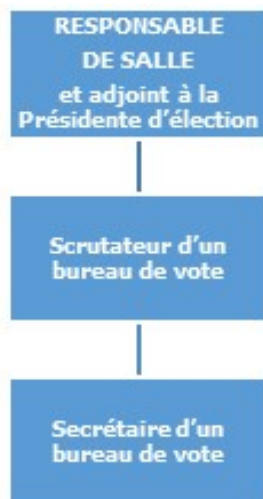 RESPONSABLE
DE SALLE
et adjoint à la
Présidente d'élection
Scrutateur d'un
bureau de vote
Secrétaire d'un
bureau de vote